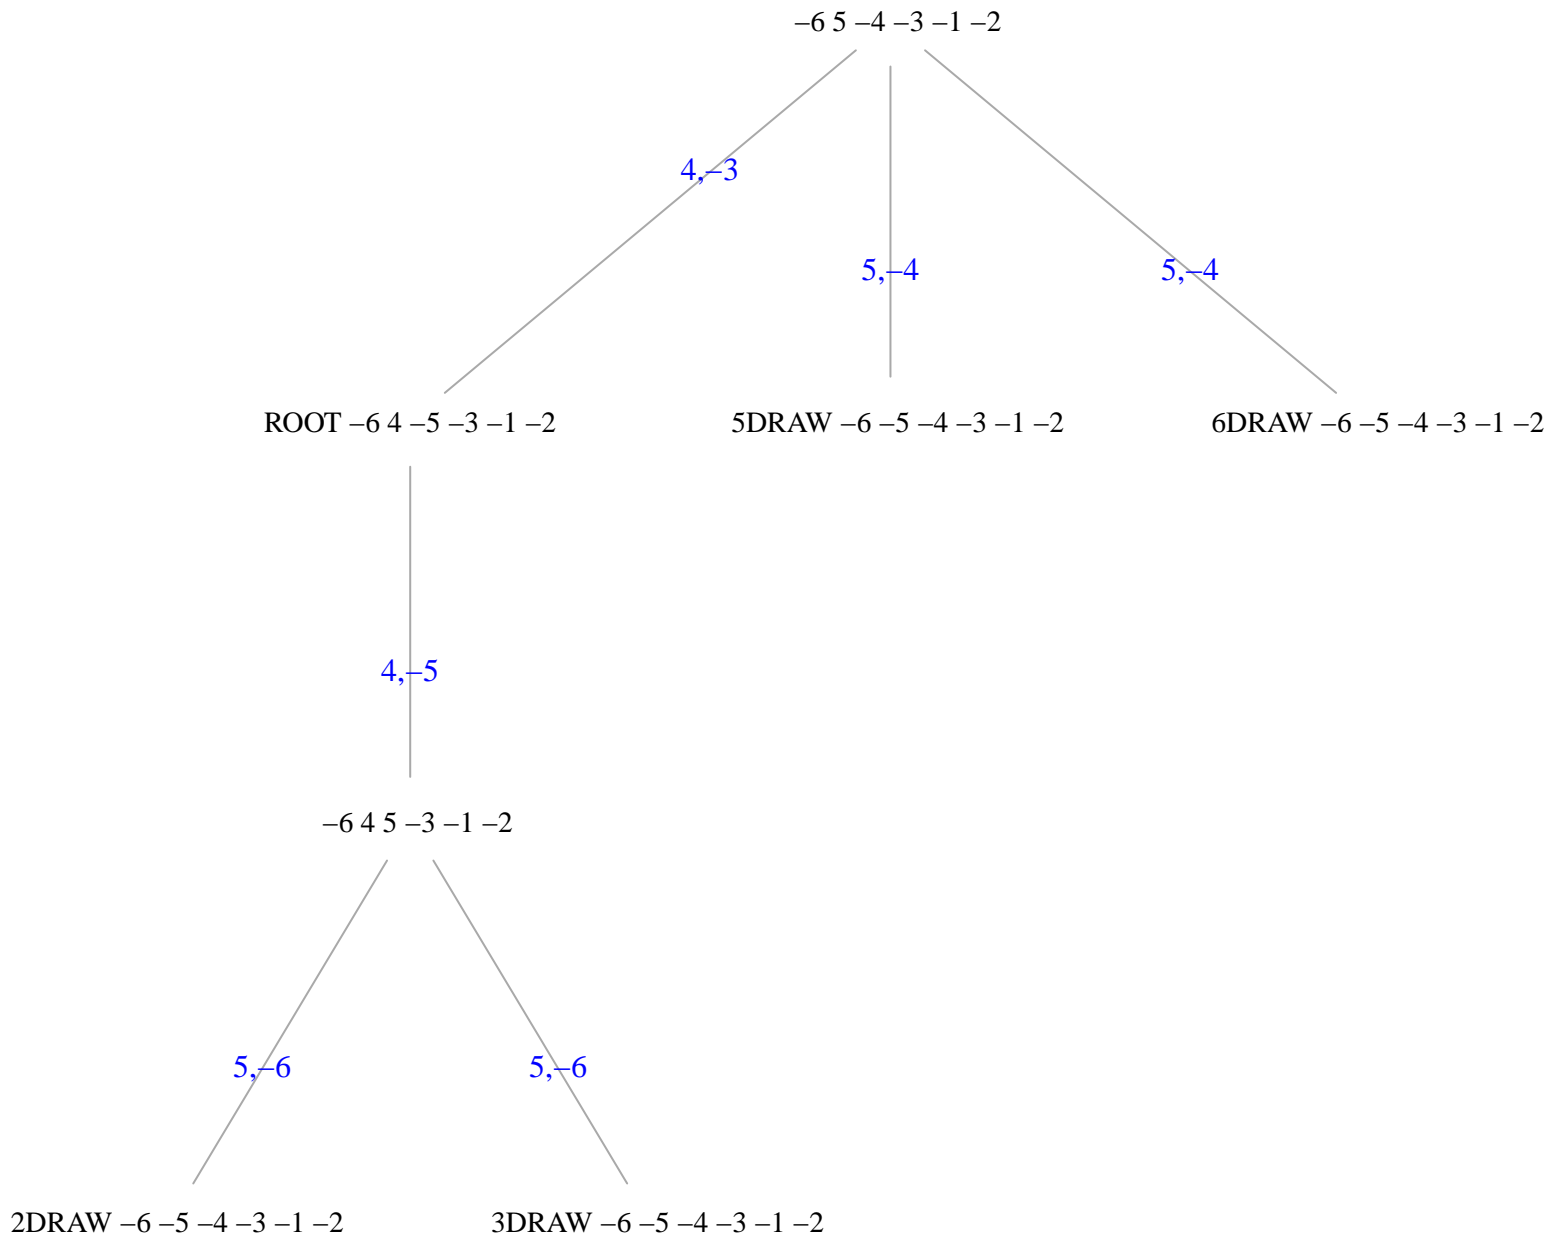 –6 5 –4 –3 –1 –2
4,–3
5,–4
5,–4
ROOT –6 4 –5 –3 –1 –2
5DRAW –6 –5 –4 –3 –1 –2
6DRAW –6 –5 –4 –3 –1 –2
4,–5
–6 4 5 –3 –1 –2
5,–6
5,–6
2DRAW –6 –5 –4 –3 –1 –2
3DRAW –6 –5 –4 –3 –1 –2